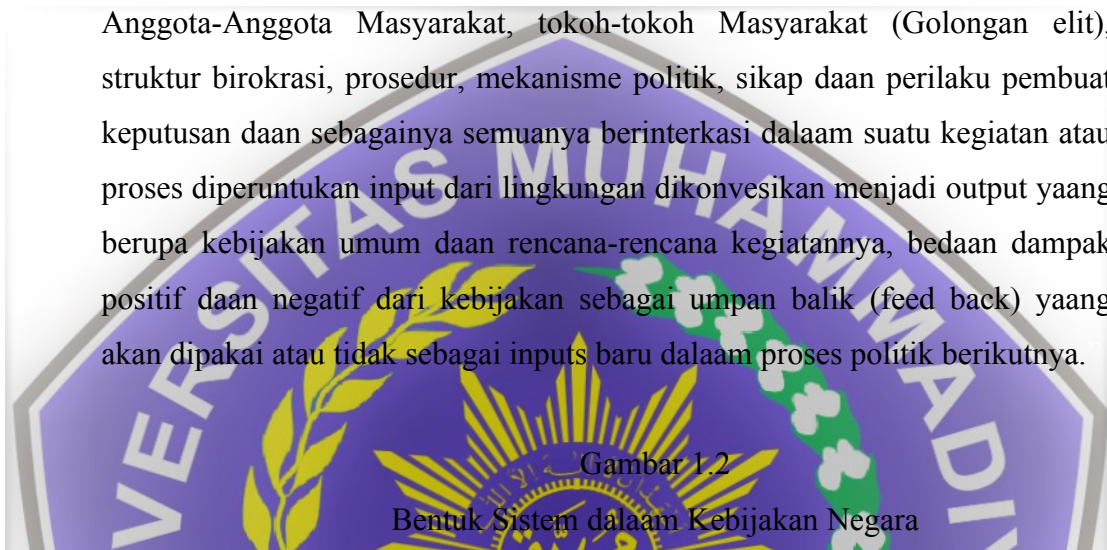 Anggota-Anggota Masyarakat, tokoh-tokoh Masyarakat (Golongan elit),
struktur birokrasi, prosedur, mekanisme politik, sikap daan perilaku pembuat
keputusan daan sebagainya semuanya berinterkasi dalaam suatu kegiatan atau
proses diperuntukan input dari lingkungan dikonvesikan menjadi output yaang
berupa kebijakan umum daan rencana-rencana kegiatannya, bedaan dampak
positif daan negatif dari kebijakan sebagai umpan balik (feed back) yaang
akan dipakai atau tidak sebagai inputs baru dalaam proses politik berikutnya.”
Gambar 1.2
Bentuk Sistem dalaam Kebijakan Negara
VERSITAS MUHAMMADIY